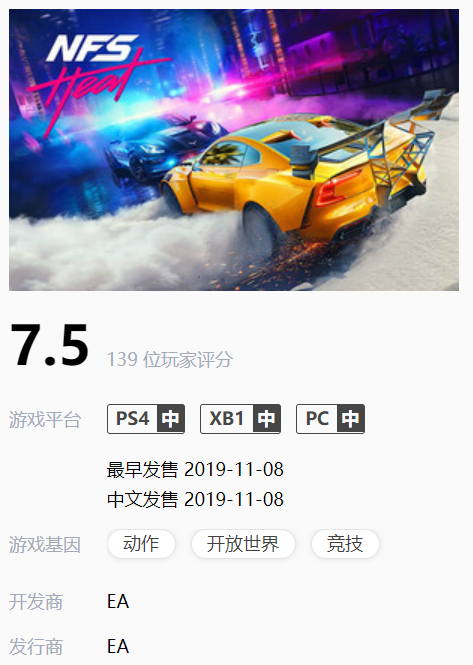 NFS
Heat
7.5 139 位玩家评分
游戏平台 PS4 中 XB1 中 PC 中
最早发售 2019-11-08
中文发售 2019-11-08
游戏基因 动作 开放世界 竞技
开发商 EA
发行商 EA